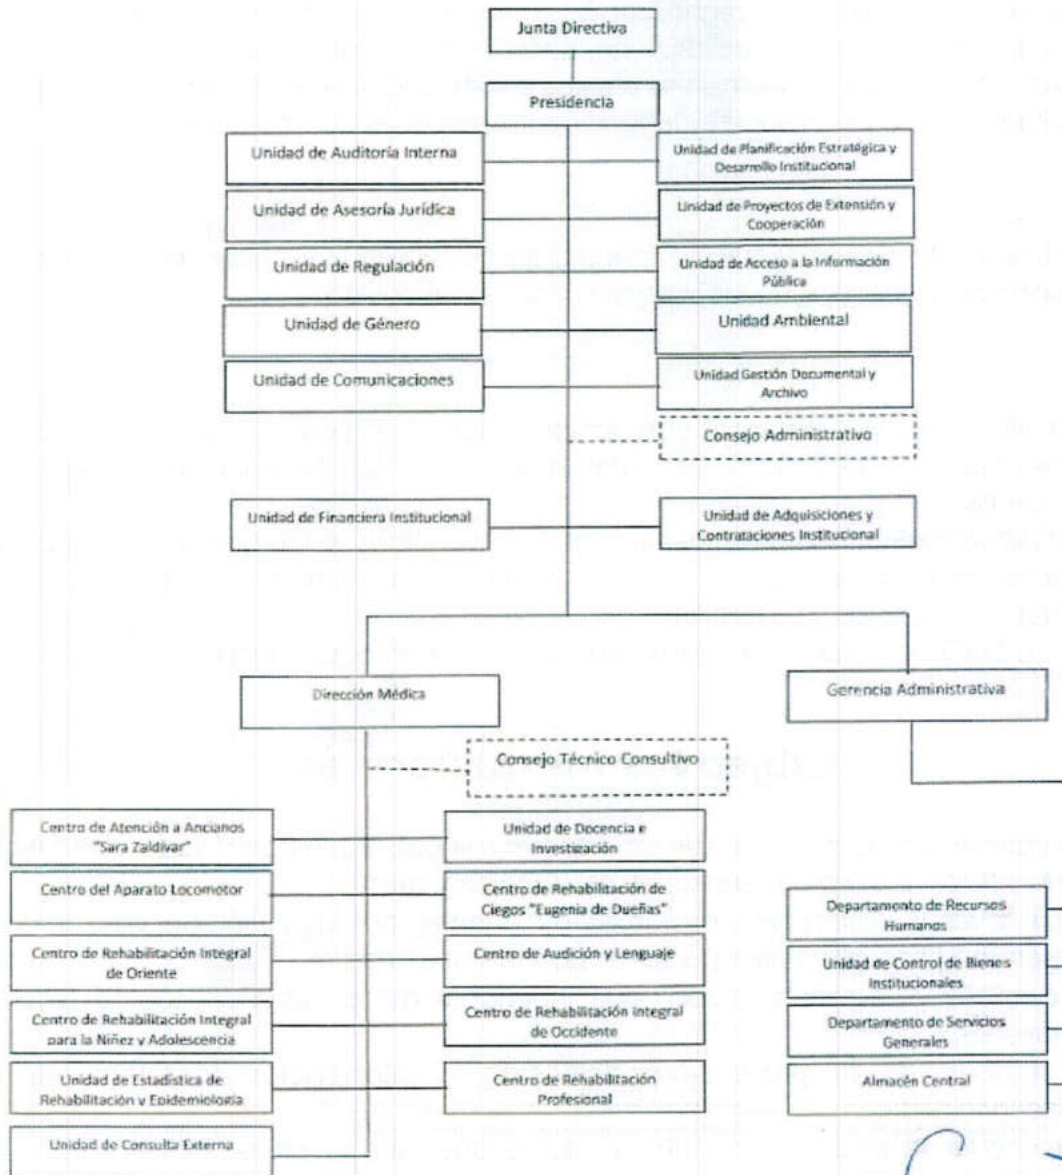 Junta Directiva
Presidencia
Unidad de Auditoría Interna
Unidad de Planificación Estratégica y
Desarrollo Institucional
Unidad de Asesoría Jurídica
Unidad de Proyectos de Extensión y
Cooperación
Unidad de Regulación
Unidad de Acceso a la Información
Pública
Unidad de Género
Unidad Ambiental
Unidad de Comunicaciones
Unidad Gestión Documental y
Archivo
Consejo Administrativo
Unidad de Financiera Institucional
Unidad de Adquisiciones y
Contrataciones Institucional
Dirección Médica
Gerencia Administrativa
Consejo Técnico Consultivo
Centro de Atención a Ancianos
"Sara Zaldívar"
Unidad de Docencia e
Investigación
Centro del Aparato Locomotor
Centro de Rehabilitación de
Ciegos "Eugenia de Dueñas"
Centro de Rehabilitación Integral
de Oriente
Centro de Audición y Lenguaje
Centro de Rehabilitación Integral
para la Niñez y Adolescencia
Centro de Rehabilitación Integral
de Occidente
Unidad de Estadística de
Rehabilitación y Epidemiología
Centro de Rehabilitación
Profesional
Unidad de Consulta Externa
Departamento de Recursos
Humanos
Unidad de Control de Bienes
Institucionales
Departamento de Servicios
Generales
Almacén Central